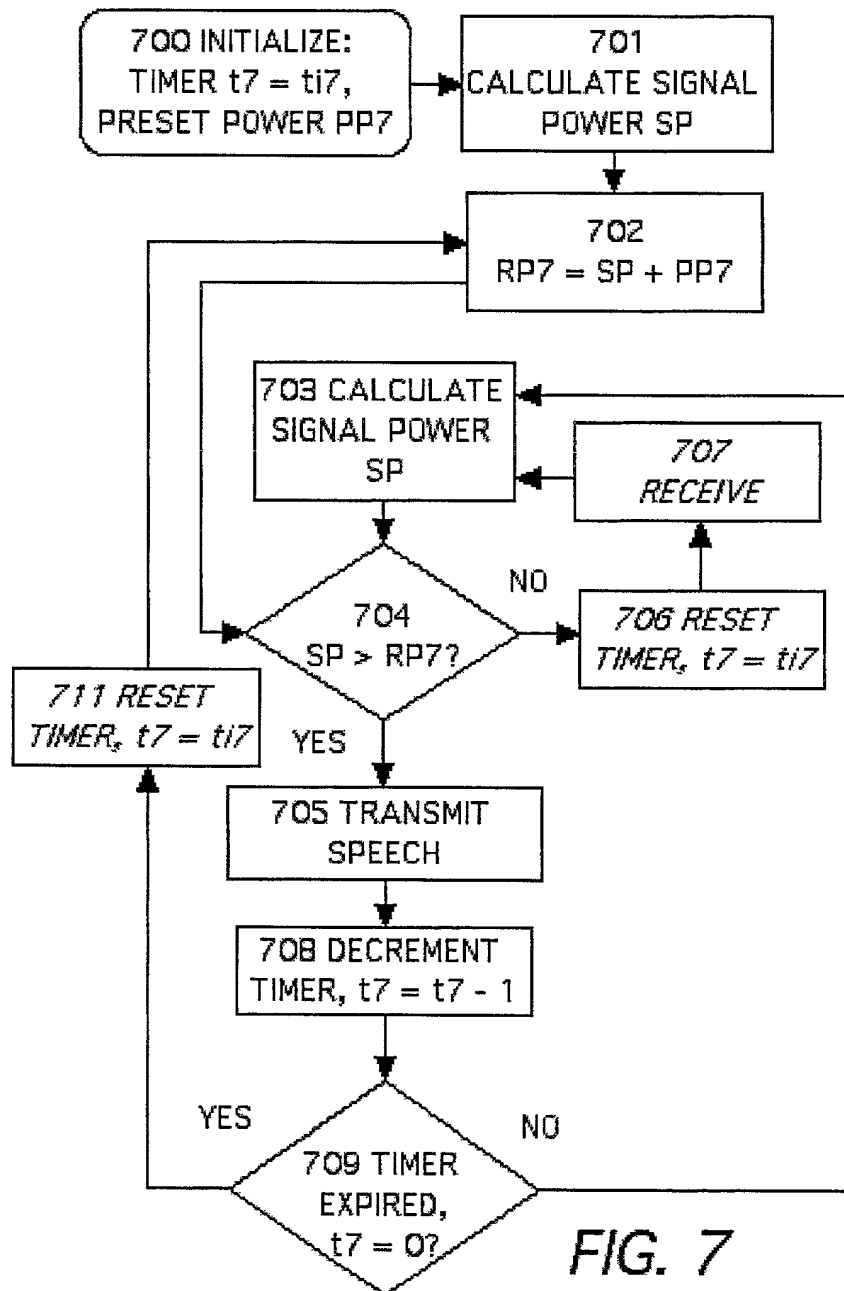 700 INITIALIZE:
TIMER t7 = ti7,
PRESET POWER PP7
701
CALCULATE SIGNAL
POWER SP
702
RP7 = SP + PP7
703 CALCULATE
SIGNAL POWER
SP
707
RECEIVE
NO
704
SP > RP7?
706 RESET
TIMER, t7 = ti7
711 RESET
TIMER, t7 = ti7
YES
705 TRANSMIT
SPEECH
708 DECREMENT
TIMER, t7 = t7 - 1
YES
NO
709 TIMER
EXPIRED,
t7 = 0?
FIG. 7